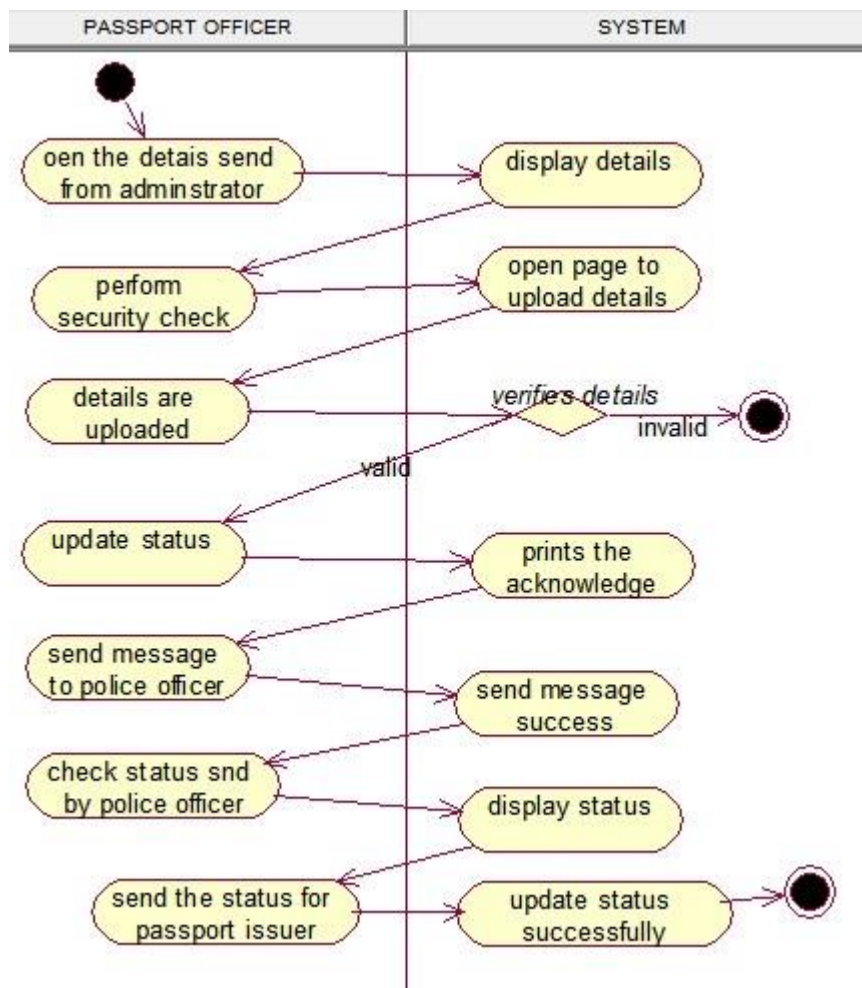 PASSPORT OFFICER
SYSTEM
oen the detais send
from adminstrator
display details
perform
security check
open page to
upload details
details are
uploaded
verifies details
invalid
valid
update status
prints the
acknowledge
send message
to police officer
send message
success
check status snd
by police officer
display status
send the status for
passport issuer
update status
successfully